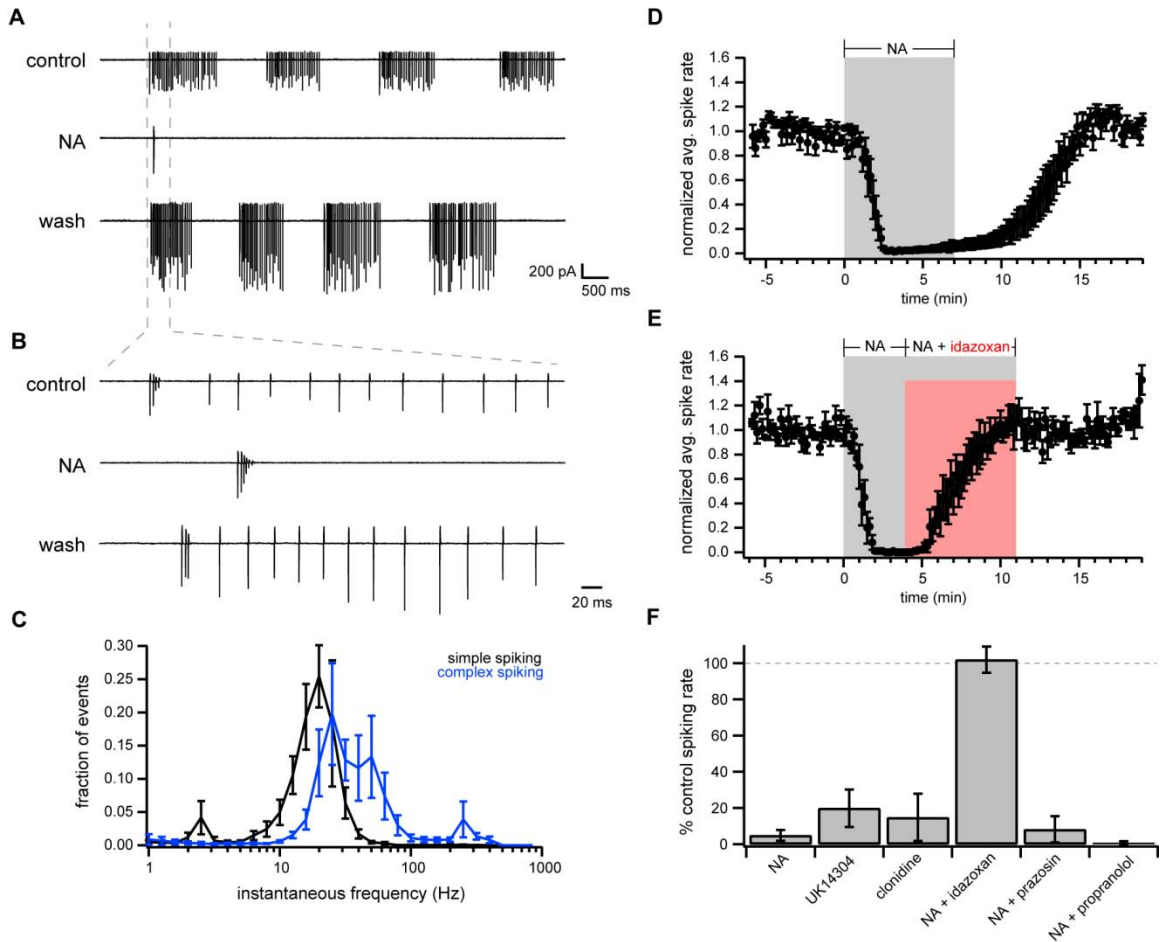 A
control
NA
wash
200 pA
500 ms
B
control
NA
wash
20 ms
C
0.30
0.25
0.20
0.15
0.10
0.05
0.00
fraction of events
simple spiking
complex spiking
1
10
100
1000
instantaneous frequency (Hz)
D
NA
1.6
1.4
1.2
1.0
0.8
0.6
0.4
0.2
0.0
normalized avg. spike rate
-5
0
5
10
15
time (min)
E
NA
NA + idazoxan
1.6
1.4
1.2
1.0
0.8
0.6
0.4
0.2
0.0
normalized avg. spike rate
-5
0
5
10
15
time (min)
F
100
80
60
40
20
0
% control spiking rate
NA
UK14304
clonidine
NA + idazoxan
NA + prazosin
NA + propranolol